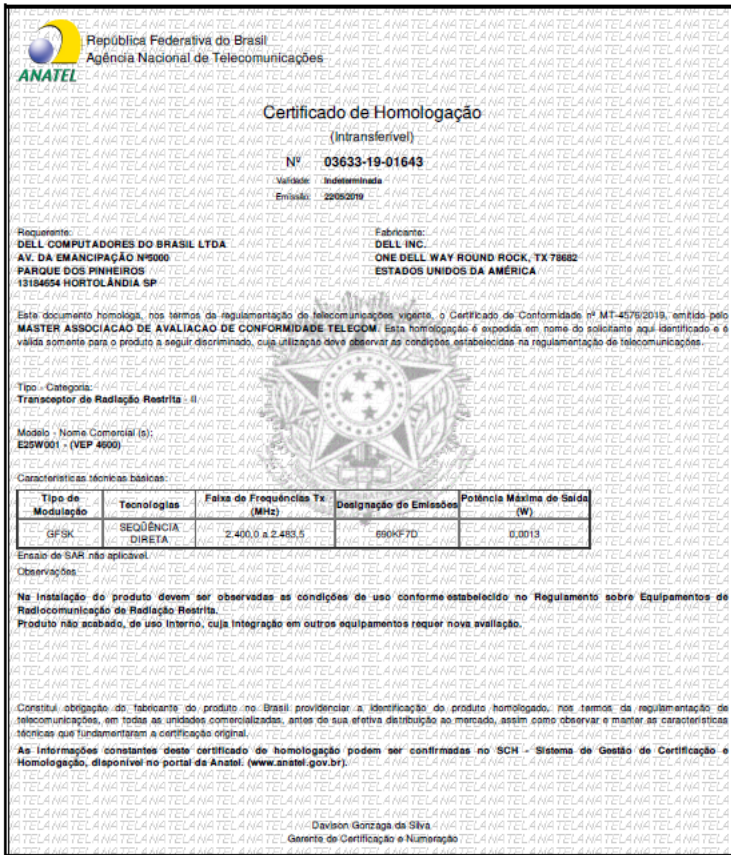 República Federativa do Brasil
Agência Nacional de Telecomunicações
ANATEL
Certificado de Homologação
(Intransferível)
Nº 03633-19-01643
Validade: Indeterminada
Emissão: 22/05/2019
Requerente:
DELL COMPUTADORES DO BRASIL LTDA
AV. DA EMANCIPAÇÃO Nº5000
PARQUE DOS PINHEIROS
13184654 HORTOLÂNDIA SP
Fabricante:
DELL INC.
ONE DELL WAY ROUND ROCK, TX 78682
ESTADOS UNIDOS DA AMÉRICA
Este documento homologa, nos termos da regulamentação de telecomunicações vigente, o Certificado de Conformidade nº MT-4576/2019, emitido pelo
MASTER ASSOCIACAO DE AVALIACAO DE CONFORMIDADE TELECOM. Esta homologação é expedida em nome do solicitante aqui identificado e é
válida somente para o produto a seguir discriminado, cuja utilização deve observar as condições estabelecidas na regulamentação de telecomunicações.
Tipo - Categoria:
Transceptor de Radiação Restrita - II
Modelo - Nome Comercial (s):
E25W001 - (VEP 4600)
Características técnicas básicas:
Tipo de Modulação Tecnologias Faixa de Frequências Tx (MHz) Designação de Emissões Potência Máxima de Saída (W)
GFSK SEQÜÊNCIA DIRETA 2.400,0 a 2.483,5 690KF7D 0,0013
Ensaio de SAR não aplicável.
Observações
Na instalação do produto devem ser observadas as condições de uso conforme estabelecido no Regulamento sobre Equipamentos de
Radiocomunicação de Radiação Restrita.
Produto não acabado, de uso interno, cuja integração em outros equipamentos requer nova avaliação.
Constitui obrigação do fabricante do produto no Brasil providenciar a identificação do produto homologado, nos termos da regulamentação de
telecomunicações, em todas as unidades comercializadas, antes de sua efetiva distribuição ao mercado, assim como observar e manter as características
técnicas que fundamentaram a certificação original.
As informações constantes deste certificado de homologação podem ser confirmadas no SCH - Sistema de Gestão de Certificação e
Homologação, disponível no portal da Anatel. (www.anatel.gov.br).
Davison Gonzaga da Silva
Gerente de Certificação e Numeração